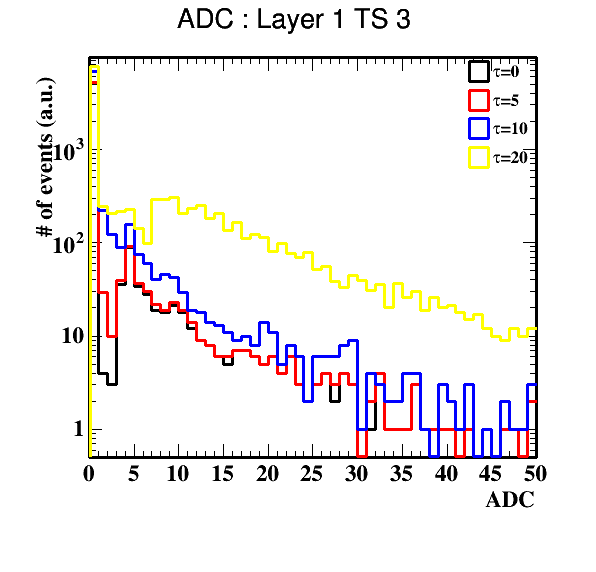 ADC : Layer 1 TS 3
# of events (a.u.)
10³
10²
10
1
τ=0
τ=5
τ=10
τ=20
0 5 10 15 20 25 30 35 40 45 50
ADC